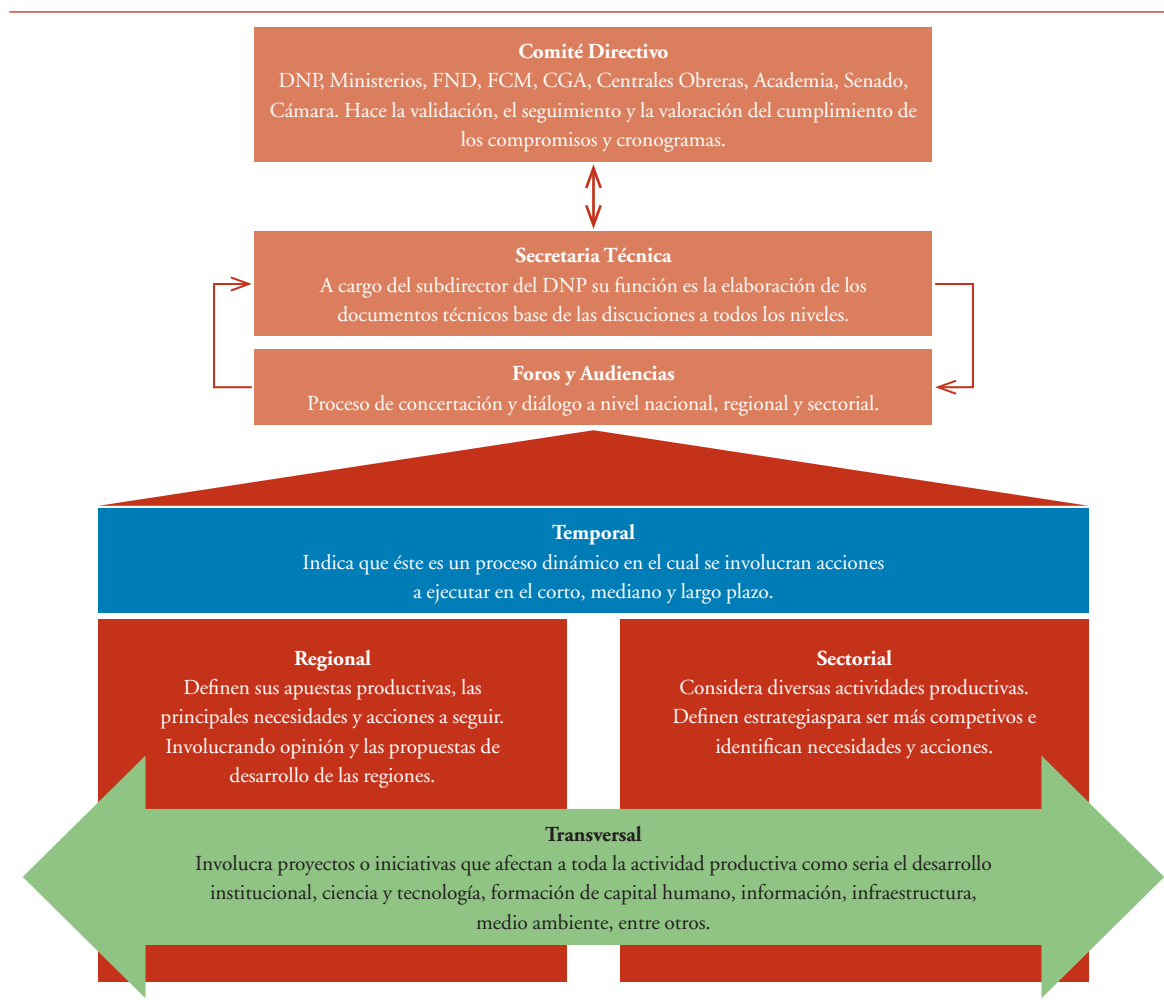 Comité Directivo
DNP, Ministerios, FND, FCM, CGA, Centrales Obreras, Academia, Senado,
Cámara. Hace la validación, el seguimiento y la valoración del cumplimiento de
los compromisos y cronogramas.
Secretaria Técnica
A cargo del subdirector del DNP su función es la elaboración de los
documentos técnicos base de las discuciones a todos los niveles.
Foros y Audiencias
Proceso de concertación y diálogo a nivel nacional, regional y sectorial.
Temporal
Indica que éste es un proceso dinámico en el cual se involucran acciones
a ejecutar en el corto, mediano y largo plazo.
Regional
Definen sus apuestas productivas, las
principales necesidades y acciones a seguir.
Involucrando opinión y las propuestas de
desarrollo de las regiones.
Sectorial
Considera diversas actividades productivas.
Definen estrategiaspara ser más competivos e
identifican necesidades y acciones.
Transversal
Involucra proyectos o iniciativas que afectan a toda la actividad productiva como seria el desarrollo
institucional, ciencia y tecnología, formación de capital humano, información, infraestructura,
medio ambiente, entre otros.